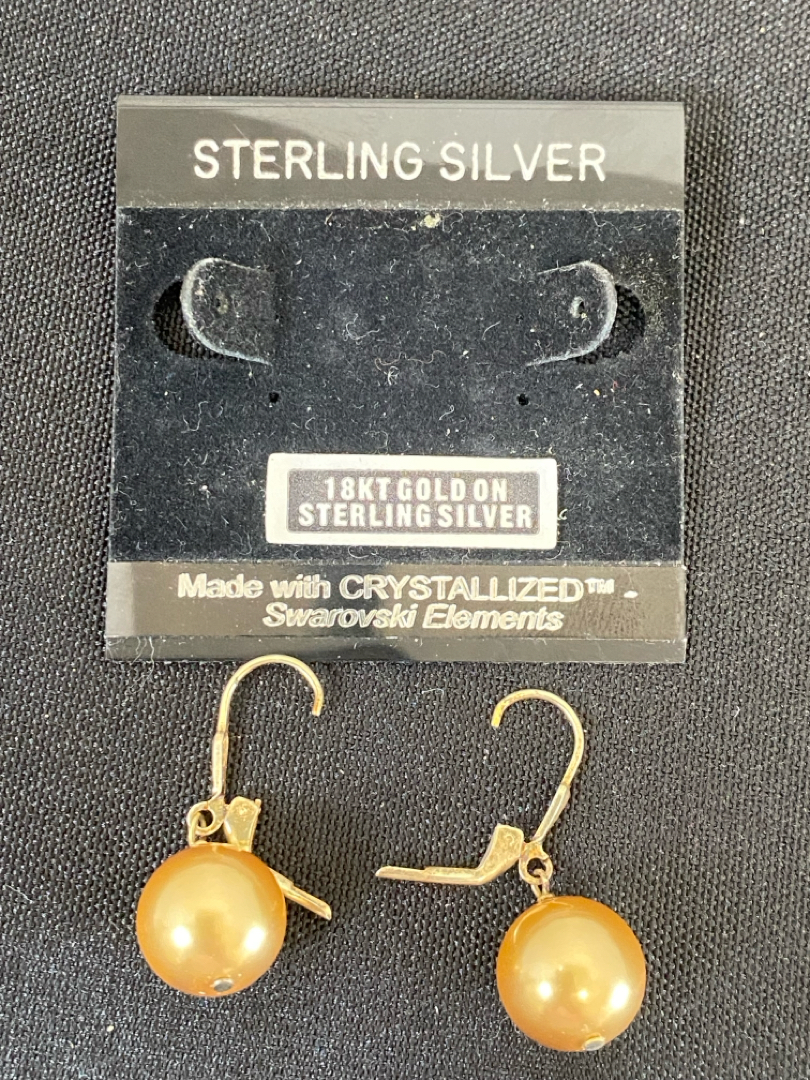 STERLING SILVER
18KT GOLD ON
STERLING SILVER
Made with CRYSTALLIZED™
Swarovski Elements